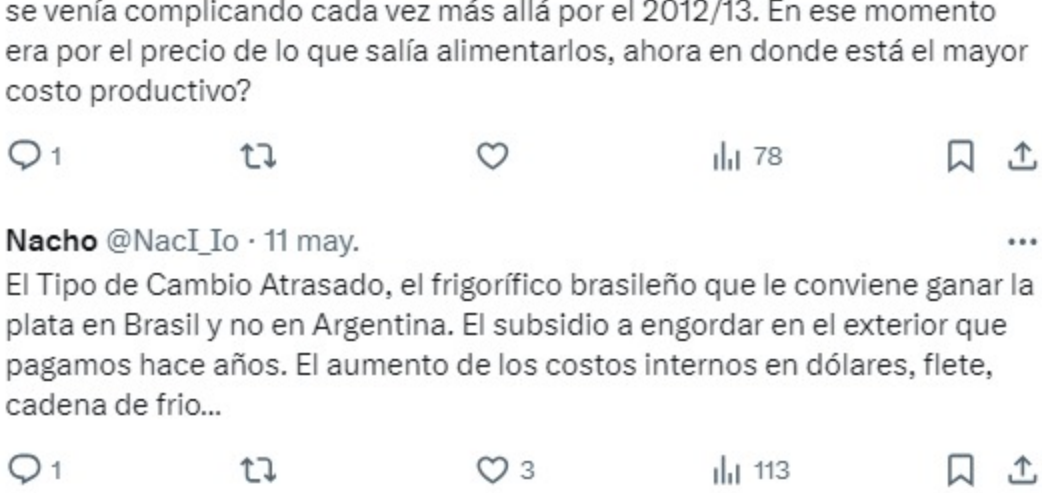 se venía complicando cada vez más allá por el 2012/13. En ese momento
era por el precio de lo que salía alimentarlos, ahora en donde está el mayor
costo productivo?
1 78
Nacho @NacI_Io · 11 may.
El Tipo de Cambio Atrasado, el frigorífico brasileño que le conviene ganar la
plata en Brasil y no en Argentina. El subsidio a engordar en el exterior que
pagamos hace años. El aumento de los costos internos en dólares, flete,
cadena de frio...
1 3 113